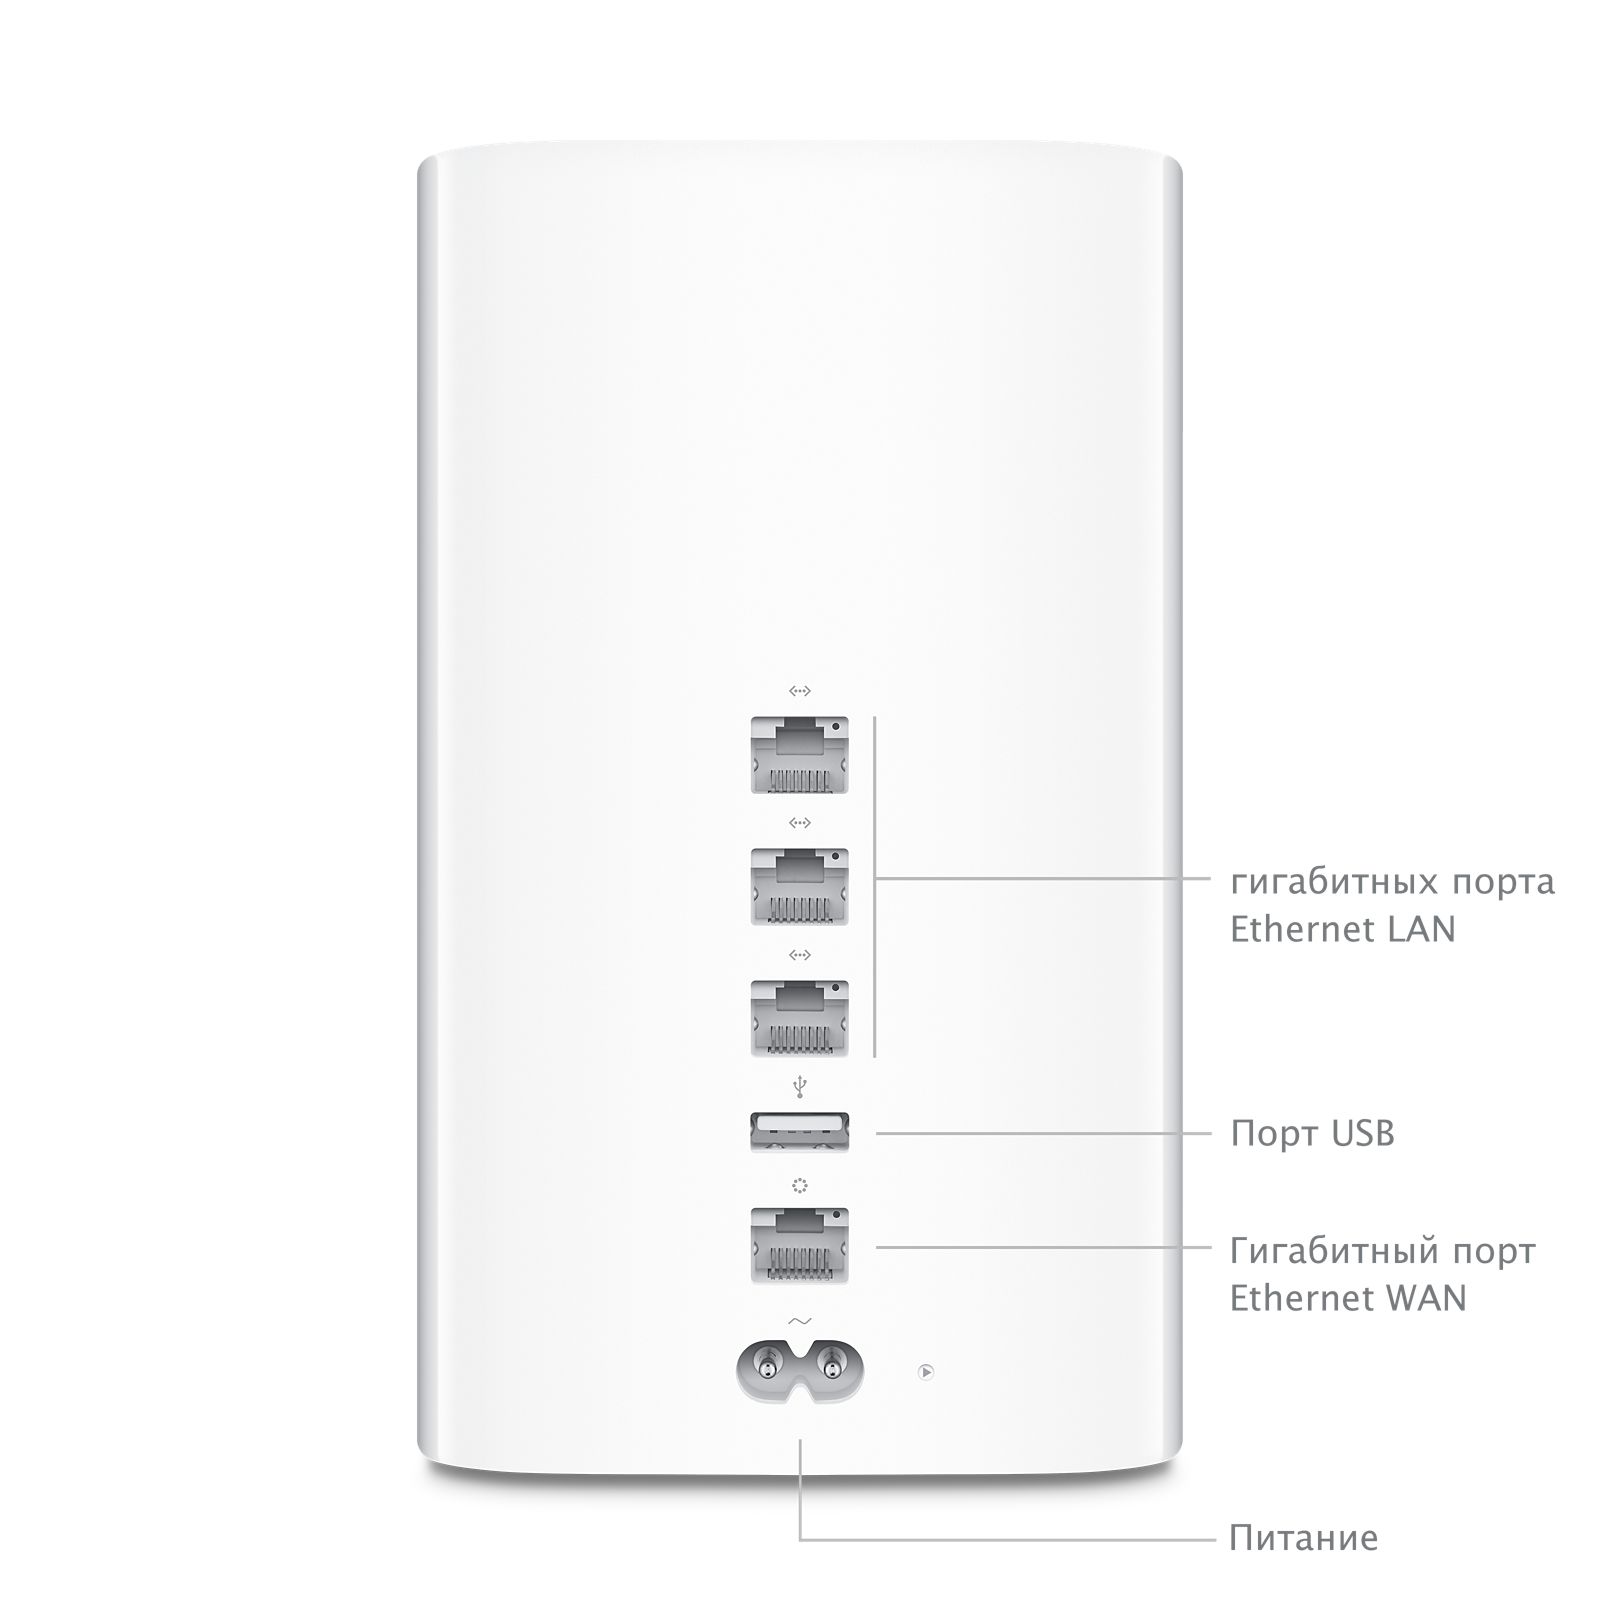 гигабитных порта
Ethernet LAN
Порт USB
Гигабитный порт
Ethernet WAN
Питание